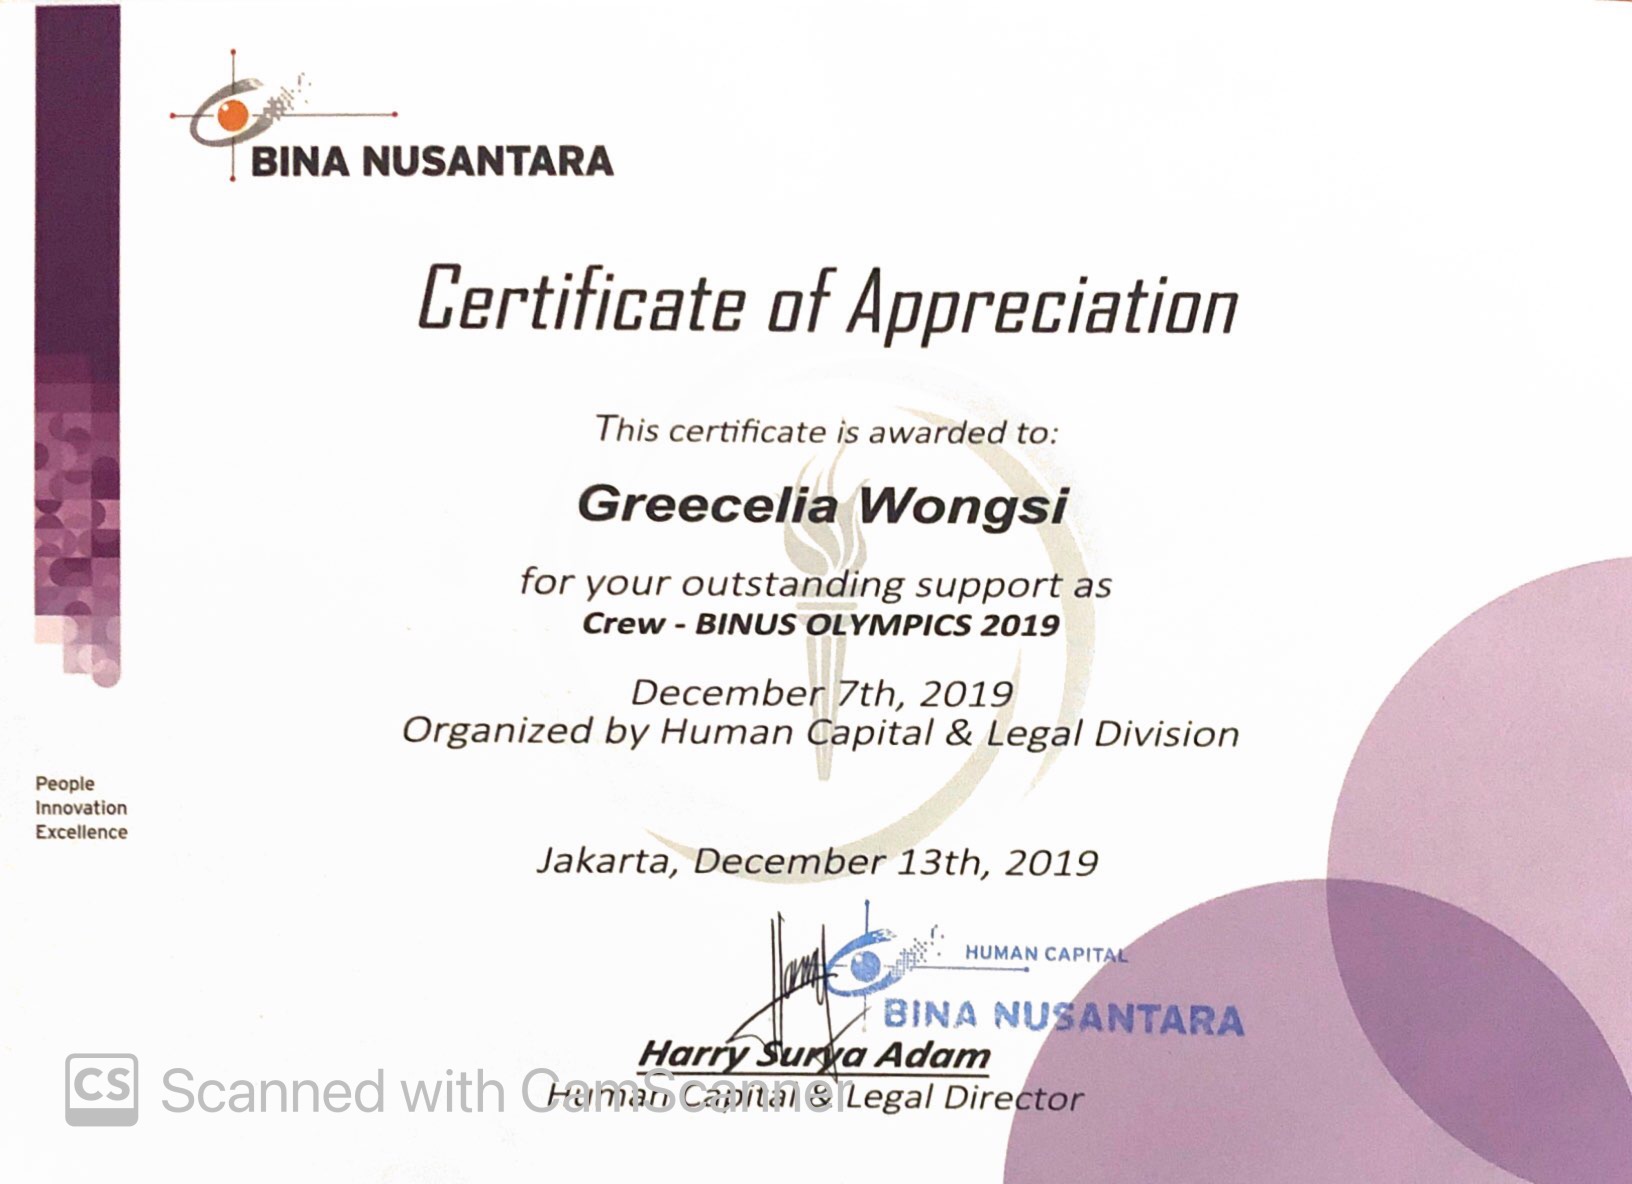 BINA NUSANTARA
Certificate of Appreciation
This certificate is awarded to:
Greecelia Wongsi
for your outstanding support as
Crew - BINUS OLYMPICS 2019
December 7th, 2019
Organized by Human Capital & Legal Division
People
Innovation
Excellence
Jakarta, December 13th, 2019
HUMAN CAPITAL
BINA NUSANTARA
Harry Surya Adam
Human Capital & Legal Director
CS Scanned with CamScanner